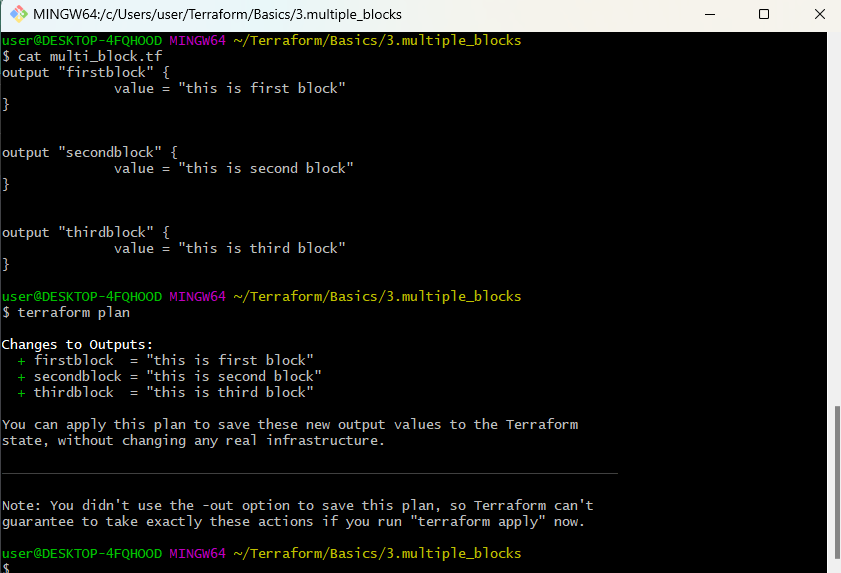 MINGW64:/c/Users/user/Terraform/Basics/3.multiple_blocks
user@DESKTOP-4FQHOOD MINGW64 ~/Terraform/Basics/3.multiple_blocks
$ cat multi_block.tf
output "firstblock" {
              value = "this is first block"
}
output "secondblock" {
              value = "this is second block"
}
output "thirdblock" {
              value = "this is third block"
}
user@DESKTOP-4FQHOOD MINGW64 ~/Terraform/Basics/3.multiple_blocks
$ terraform plan
Changes to Outputs:
  + firstblock  = "this is first block"
  + secondblock = "this is second block"
  + thirdblock  = "this is third block"
You can apply this plan to save these new output values to the Terraform
state, without changing any real infrastructure.
Note: You didn't use the -out option to save this plan, so Terraform can't
guarantee to take exactly these actions if you run "terraform apply" now.
user@DESKTOP-4FQHOOD MINGW64 ~/Terraform/Basics/3.multiple_blocks
$